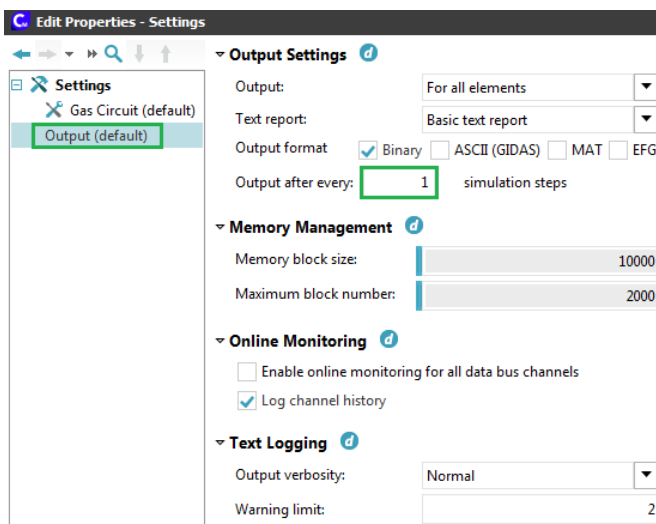 Edit Properties - Settings
Settings
Gas Circuit (default)
Output (default)
Output Settings d
Output: For all elements
Text report: Basic text report
Output format Binary ASCII (GIDAS) MAT EFG
Output after every: 1 simulation steps
Memory Management d
Memory block size: 10000
Maximum block number: 2000
Online Monitoring d
Enable online monitoring for all data bus channels
Log channel history
Text Logging d
Output verbosity: Normal
Warning limit: 2